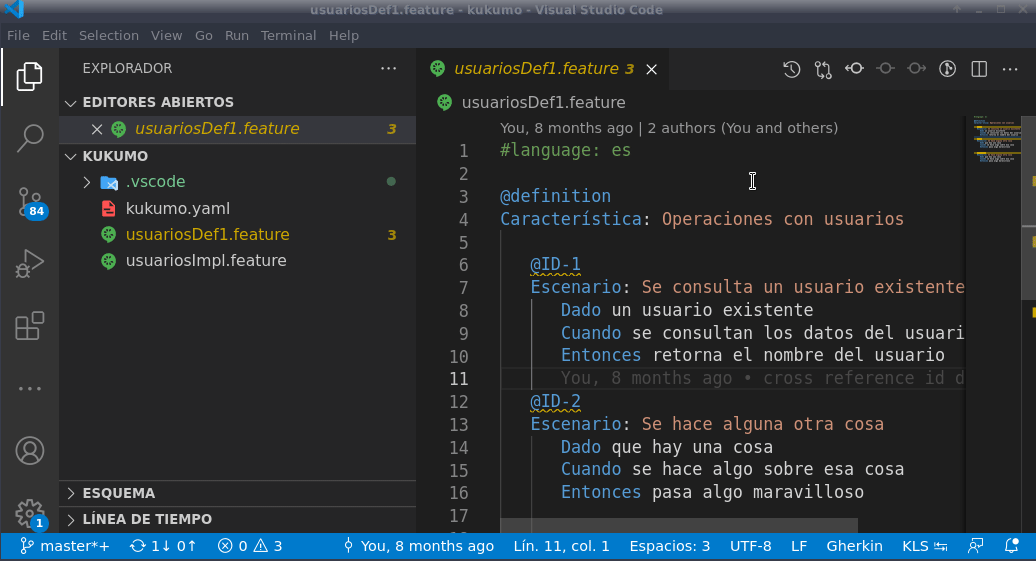 usuariosDef1.feature - kukumo - Visual Studio Code
File Edit Selection View Go Run Terminal Help
EXPLORADOR ···
usuariosDef1.feature 3
EDITORES ABIERTOS
usuariosDef1.feature 3
KUKUMO
.vscode
kukumo.yaml
usuariosDef1.feature 3
usuariosImpl.feature
84
1
ESQUEMA
LÍNEA DE TIEMPO
usuariosDef1.feature
You, 8 months ago | 2 authors (You and others)
1 #language: es
2
3 @definition
4 Característica: Operaciones con usuarios
5
6 @ID-1
7 Escenario: Se consulta un usuario existente
8 Dado un usuario existente
9 Cuando se consultan los datos del usuari
10 Entonces retorna el nombre del usuario
11 You, 8 months ago • cross reference id d
12 @ID-2
13 Escenario: Se hace alguna otra cosa
14 Dado que hay una cosa
15 Cuando se hace algo sobre esa cosa
16 Entonces pasa algo maravilloso
17
master*+ 1↓ 0↑ 0 3 You, 8 months ago Lín. 11, col. 1 Espacios: 3 UTF-8 LF Gherkin KLS